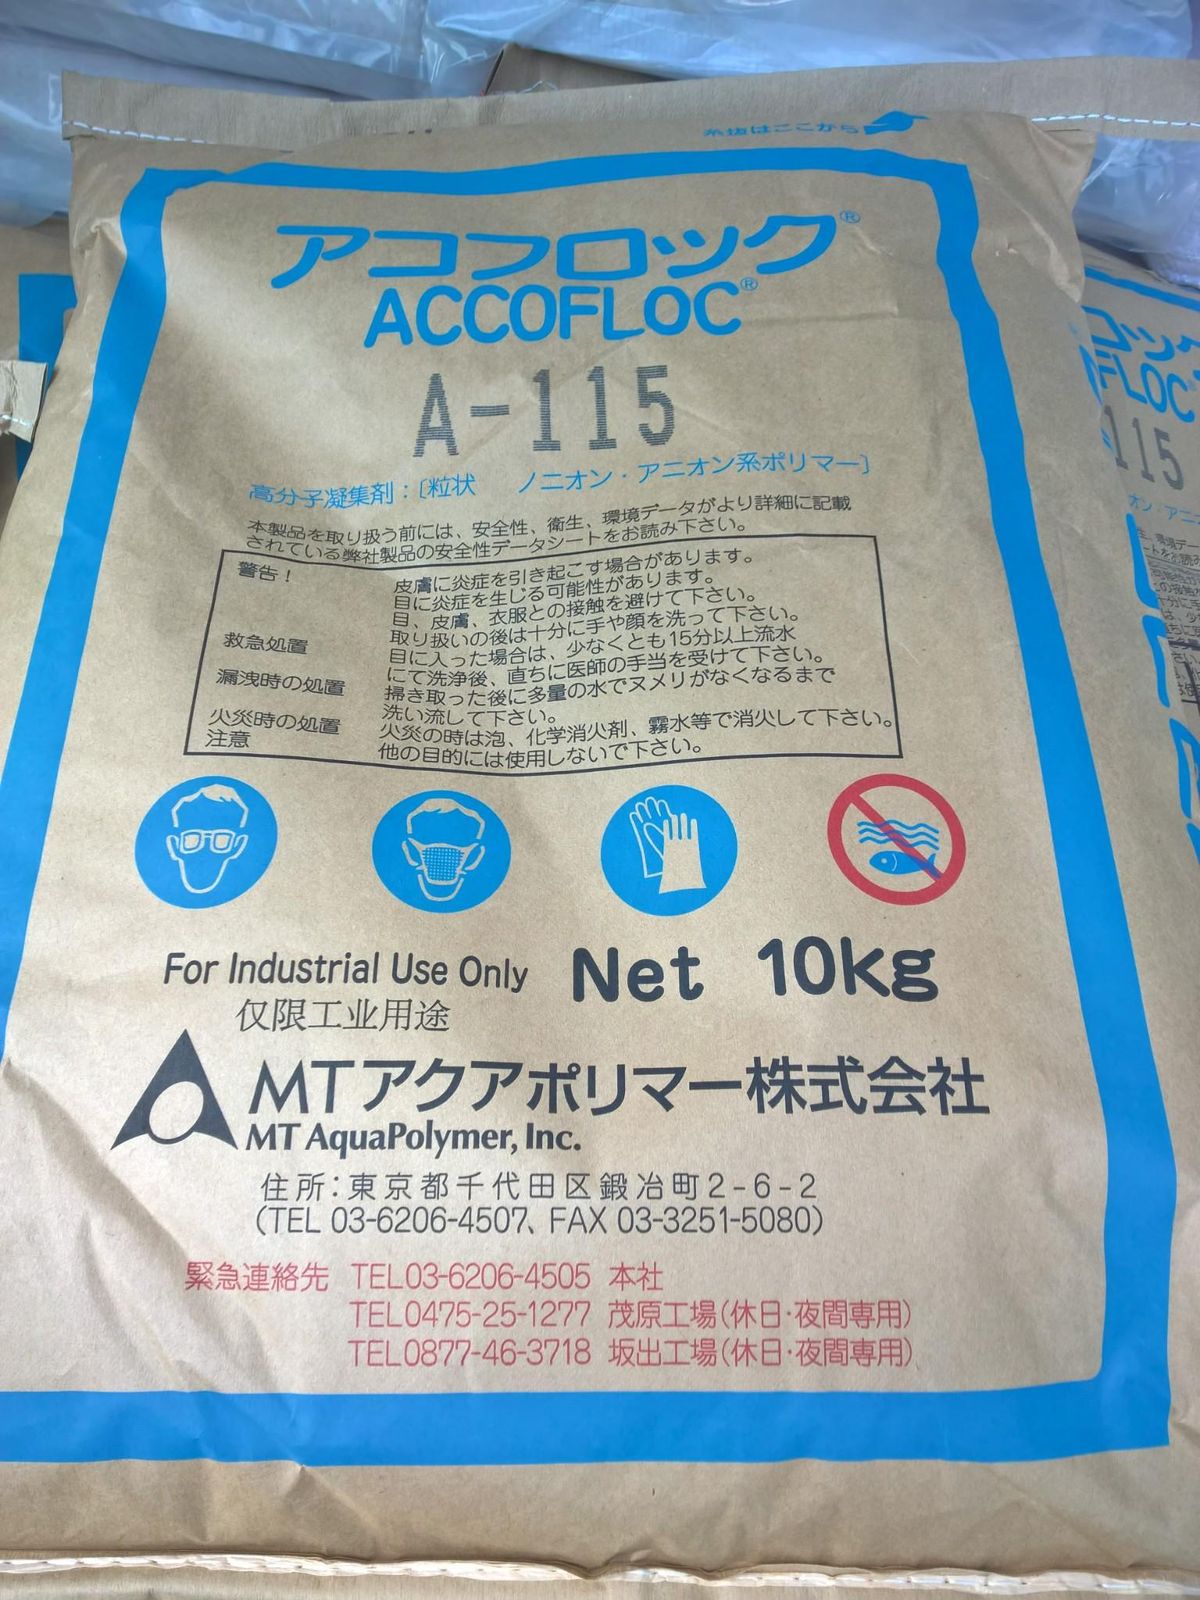 糸抜はここから
アコフロック®
ACCOFLOC®
A-115
高分子凝集剤：〔粒状　ノニオン・アニオン系ポリマー〕
本製品を取り扱う前には、安全性、衛生、環境データがより詳細に記載
されている弊社製品の安全性データシートをお読み下さい。
警告！ 皮膚に炎症を引き起こす場合があります。
目に炎症を生じる可能性があります。
目、皮膚、衣服との接触を避けて下さい。
取り扱いの後は十分に手や顔を洗って下さい。
救急処置 目に入った場合は、少なくとも15分以上流水
にて洗浄後、直ちに医師の手当を受けて下さい。
漏洩時の処置 掃き取った後に多量の水でヌメリがなくなるまで
洗い流して下さい。
火災時の処置 火災の時は泡、化学消火剤、霧水等で消火して下さい。
注意 他の目的には使用しないで下さい。
For Industrial Use Only Net 10kg
仅限工业用途
MTアクアポリマー株式会社
MT AquaPolymer, Inc.
住所：東京都千代田区鍛冶町2-6-2
（TEL 03-6206-4507、FAX 03-3251-5080）
緊急連絡先 TEL03-6206-4505 本社
TEL0475-25-1277 茂原工場（休日・夜間専用）
TEL0877-46-3718 坂出工場（休日・夜間専用）
コック
FLOC
115